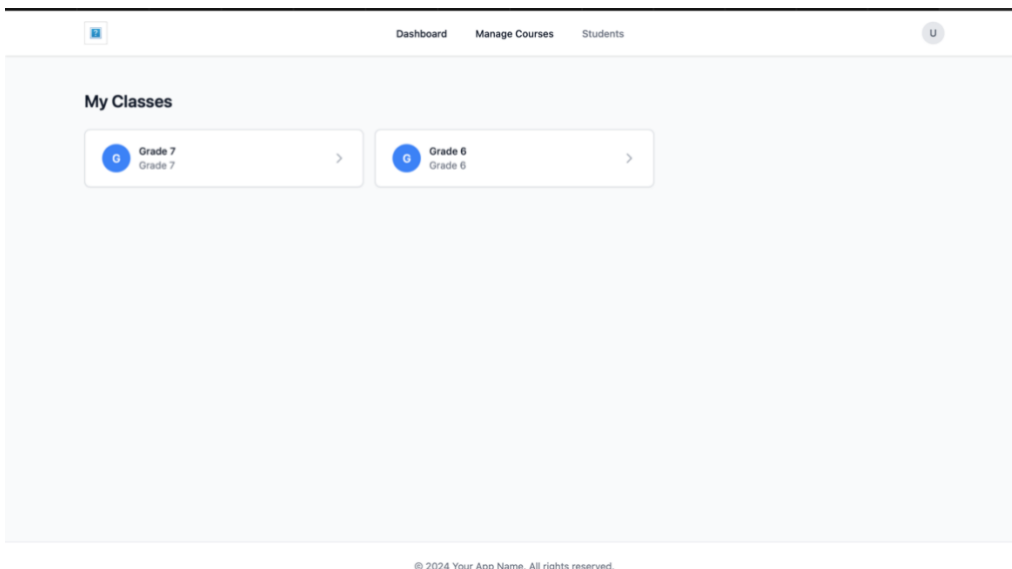 Dashboard Manage Courses Students U
My Classes
G Grade 7
Grade 7
G Grade 6
Grade 6
© 2024 Your App Name. All rights reserved.